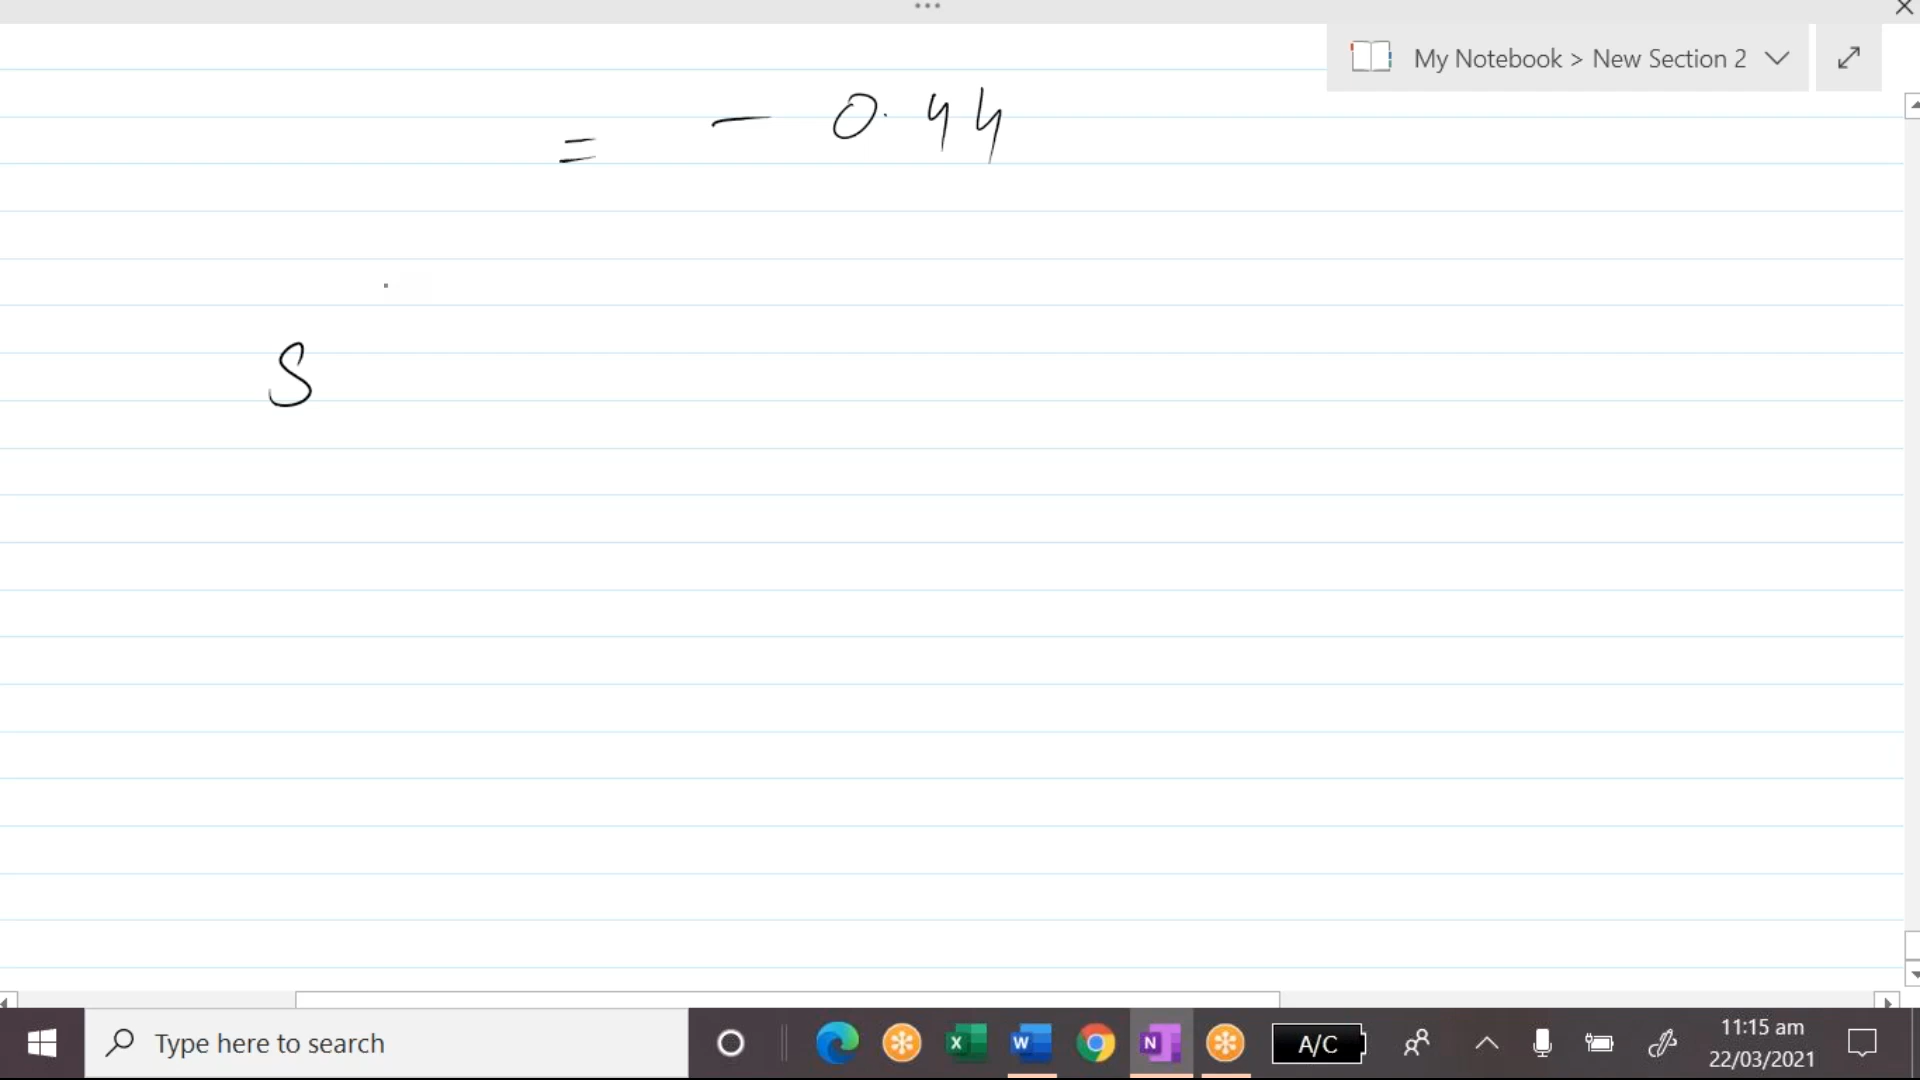 My Notebook > New Section 2
= - 0.44
S
Type here to search
A/C
11:15 am
22/03/2021